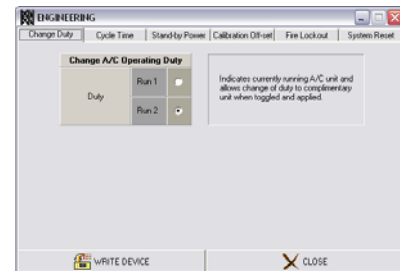 ENGINEERING
Change Duty Cycle Time Stand-by Power Calibration Off-set Fire Lockout System Reset
Change A/C Operating Duty
Duty
Run 1
Run 2
Indicates currently running A/C unit and
allows change of duty to complimentary
unit when toggled and applied.
WRITE DEVICE CLOSE